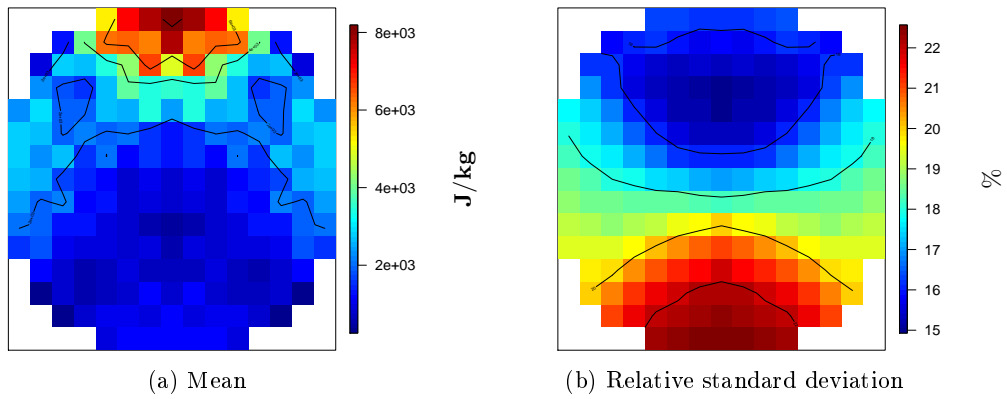 8e+03
6e+03
4e+03
2e+03
J/kg
22
21
20
19
18
17
16
15
%
(a) Mean
(b) Relative standard deviation